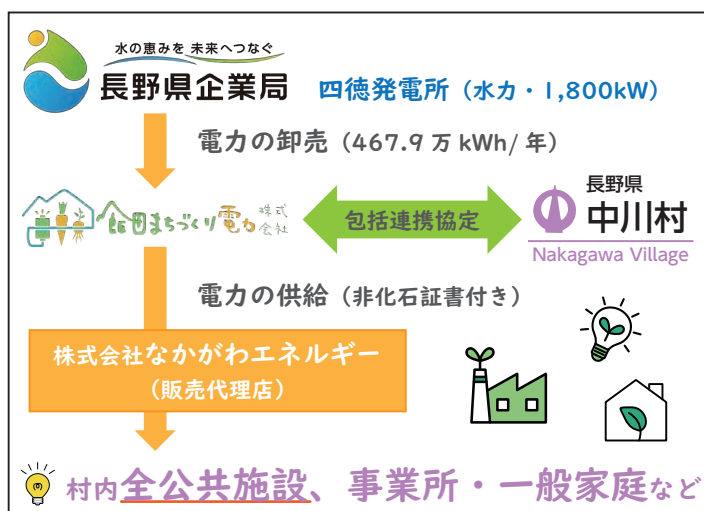 水の恵みを 未来へつなぐ
長野県企業局
四徳発電所（水力・1,800kW）
電力の卸売（467.9 万 kWh/ 年）
飯田まちづくり電力 株式会社
包括連携協定
長野県
中川村
Nakagawa Village
電力の供給（非化石証書付き）
株式会社なかがわエネルギー
（販売代理店）
村内全公共施設、事業所・一般家庭など